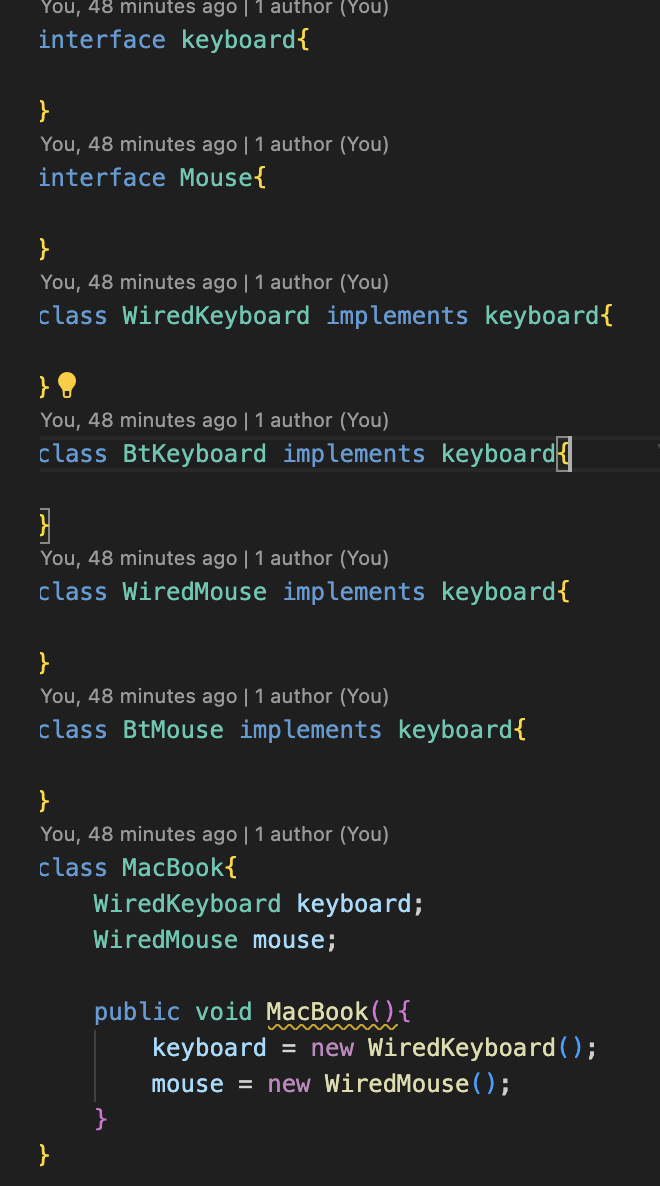 You, 48 minutes ago | 1 author (You)
interface keyboard{
}
You, 48 minutes ago | 1 author (You)
interface Mouse{
}
You, 48 minutes ago | 1 author (You)
class WiredKeyboard implements keyboard{
}
You, 48 minutes ago | 1 author (You)
class BtKeyboard implements keyboard{
}
You, 48 minutes ago | 1 author (You)
class WiredMouse implements keyboard{
}
You, 48 minutes ago | 1 author (You)
class BtMouse implements keyboard{
}
You, 48 minutes ago | 1 author (You)
class MacBook{
    WiredKeyboard keyboard;
    WiredMouse mouse;
    public void MacBook(){
        keyboard = new WiredKeyboard();
        mouse = new WiredMouse();
    }
}